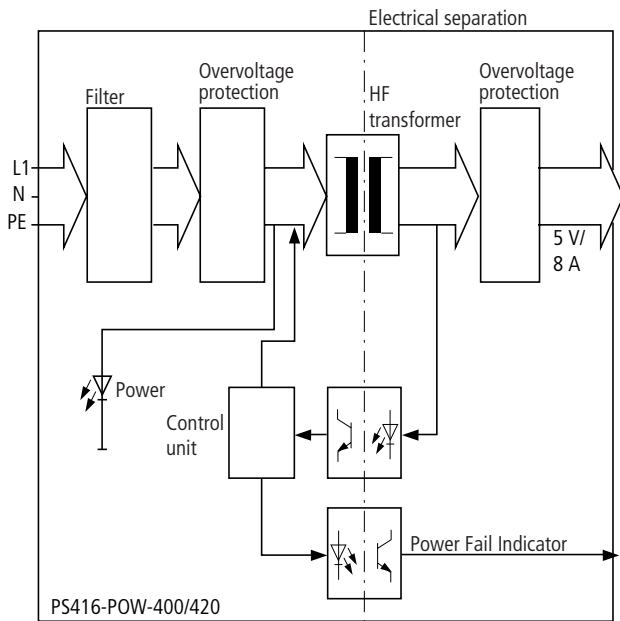 Electrical separation
Overvoltage
protection
Overvoltage
protection
Filter
HF
transformer
L1
N
PE
5 V/
8 A
Power
Control
unit
Power Fail Indicator
PS416-POW-400/420